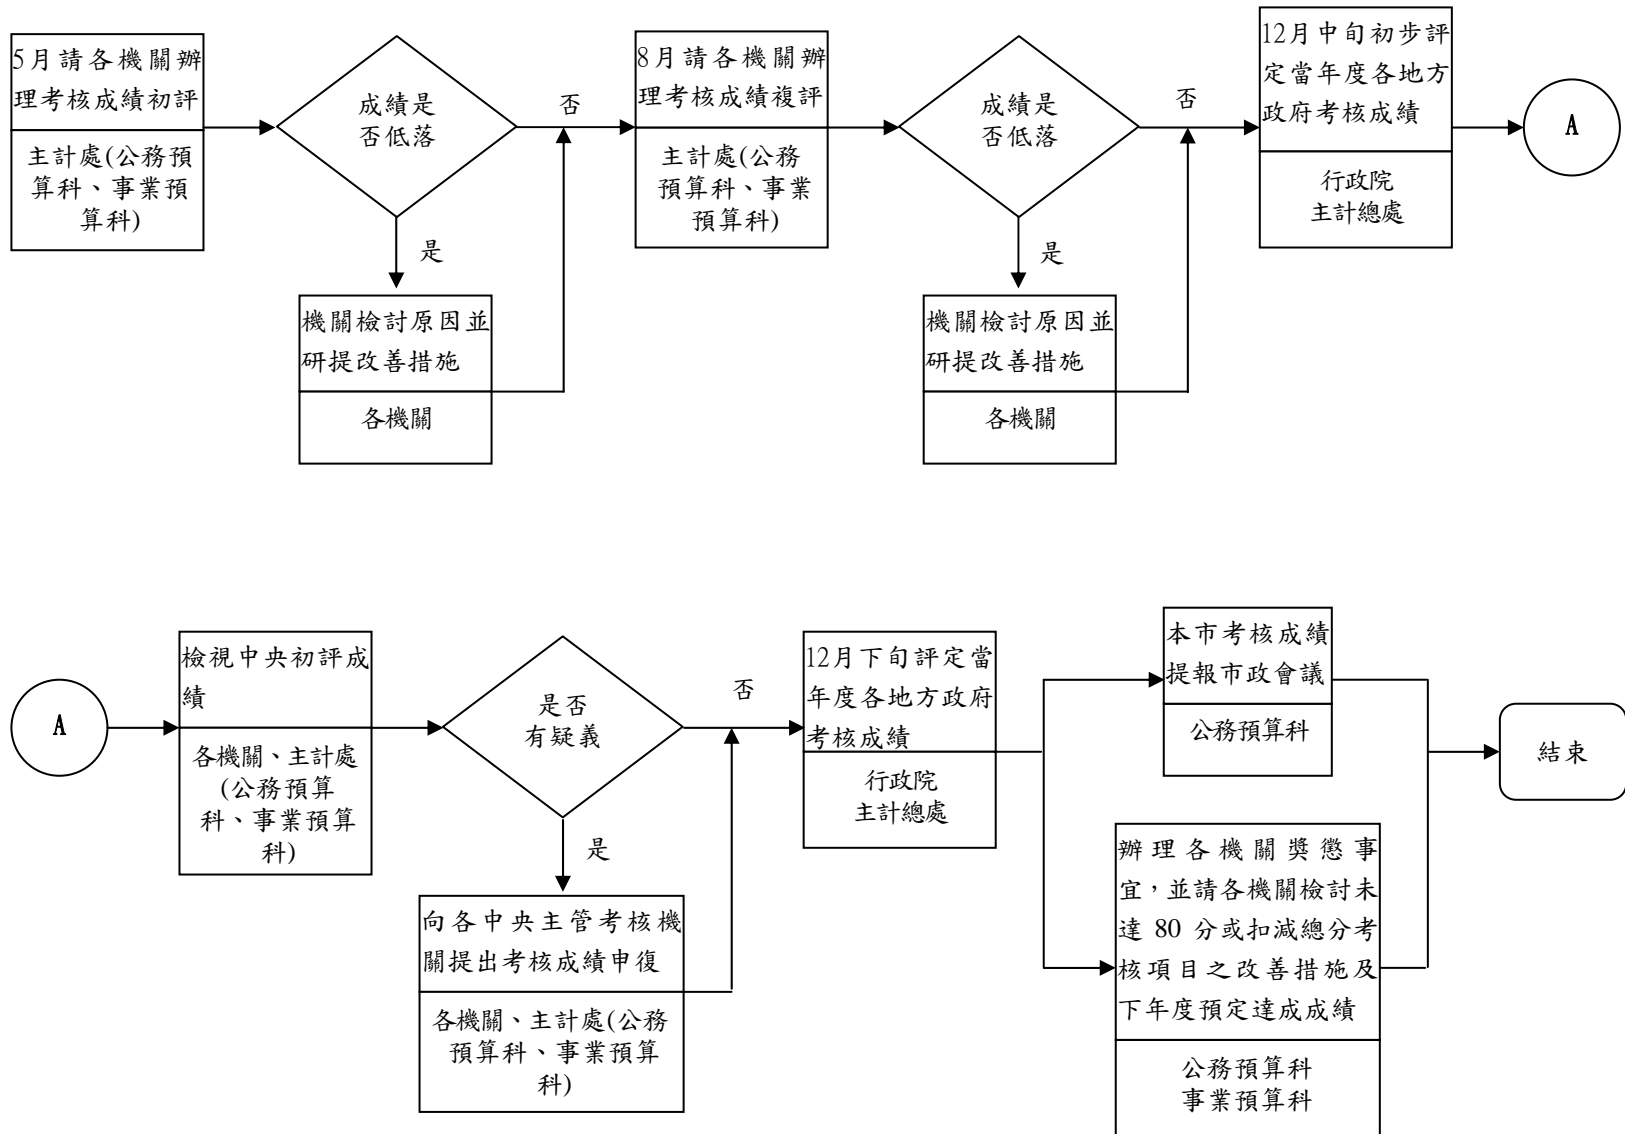 5月請各機關辦
理考核成績初評
主計處(公務預
算科、事業預
算科)
成績是
否低落
否
是
機關檢討原因並
研提改善措施
各機關
8月請各機關辦
理考核成績複評
主計處(公務
預算科、事業
預算科)
成績是
否低落
否
是
機關檢討原因並
研提改善措施
各機關
12月中旬初步評
定當年度各地方
政府考核成績
行政院
主計總處
A
A
檢視中央初評成
績
各機關、主計處
(公務預算
科、事業預算
科)
是否
有疑義
否
是
向各中央主管考核機
關提出考核成績申復
各機關、主計處(公務
預算科、事業預算
科)
12月下旬評定當
年度各地方政府
考核成績
行政院
主計總處
本市考核成績
提報市政會議
公務預算科
辦理各機關獎懲事
宜，並請各機關檢討未
達 80 分或扣減總分考
核項目之改善措施及
下年度預定達成成績
公務預算科
事業預算科
結束